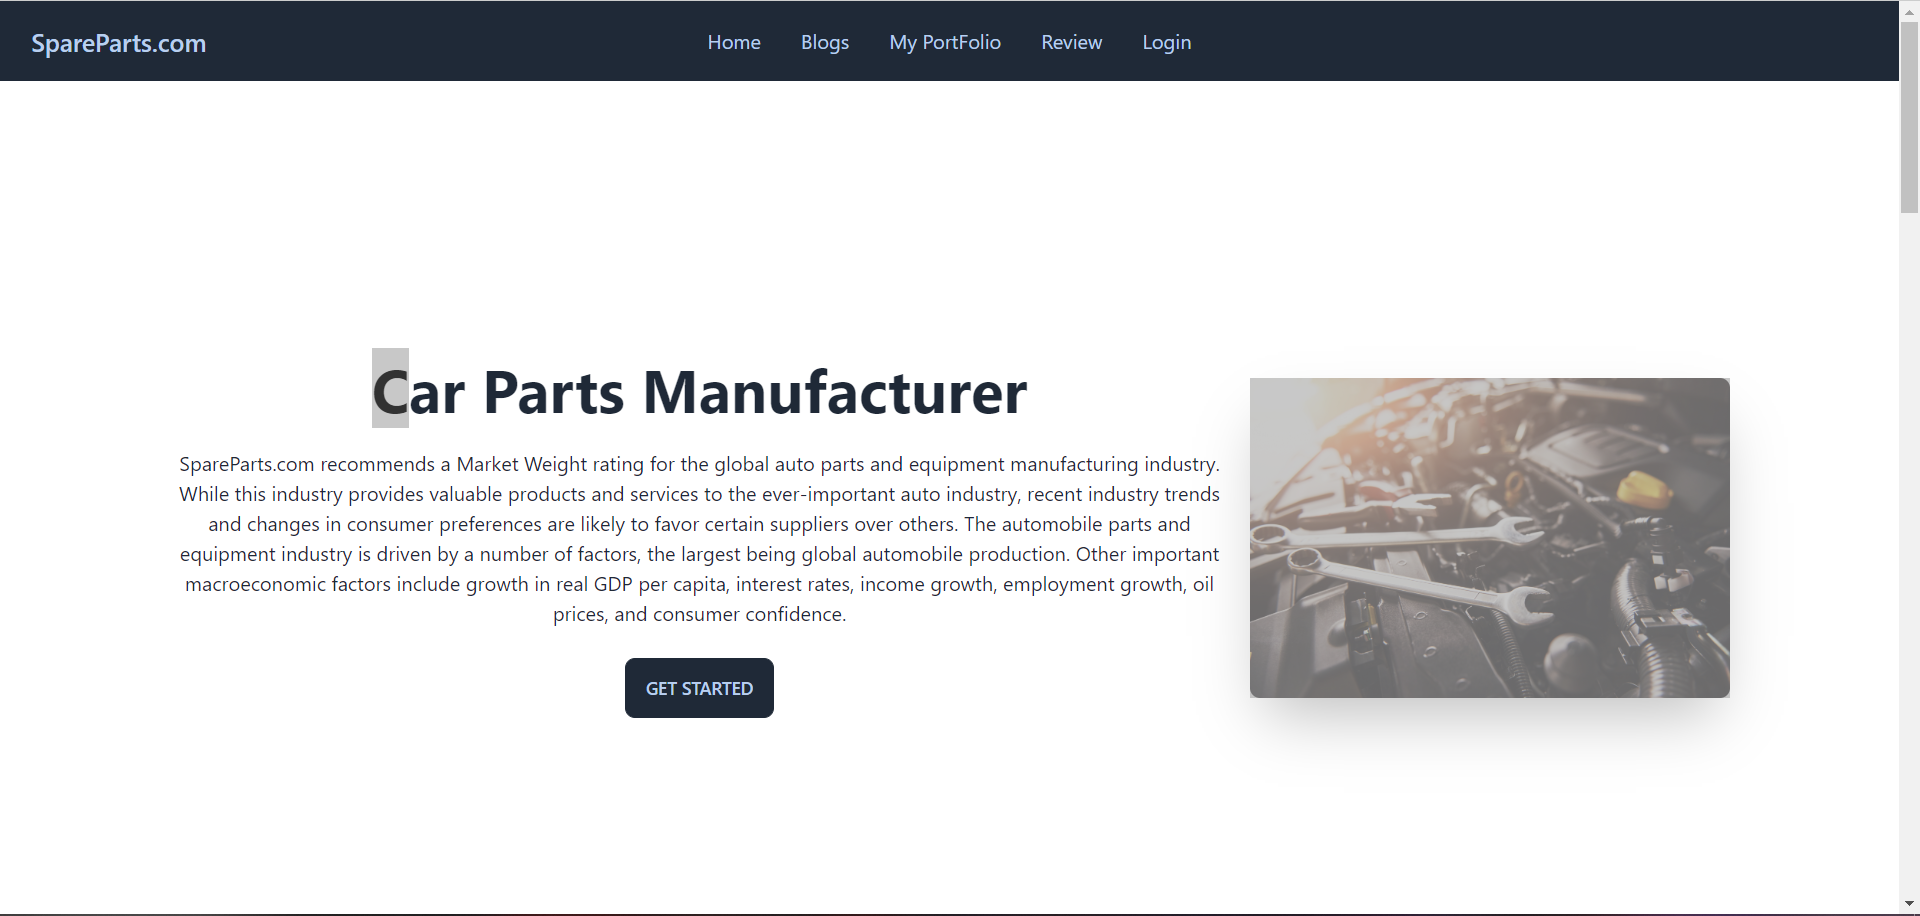 SpareParts.com
Home
Blogs
My PortFolio
Review
Login
Car Parts Manufacturer
SpareParts.com recommends a Market Weight rating for the global auto parts and equipment manufacturing industry.
While this industry provides valuable products and services to the ever-important auto industry, recent industry trends
and changes in consumer preferences are likely to favor certain suppliers over others. The automobile parts and
equipment industry is driven by a number of factors, the largest being global automobile production. Other important
macroeconomic factors include growth in real GDP per capita, interest rates, income growth, employment growth, oil
prices, and consumer confidence.
GET STARTED